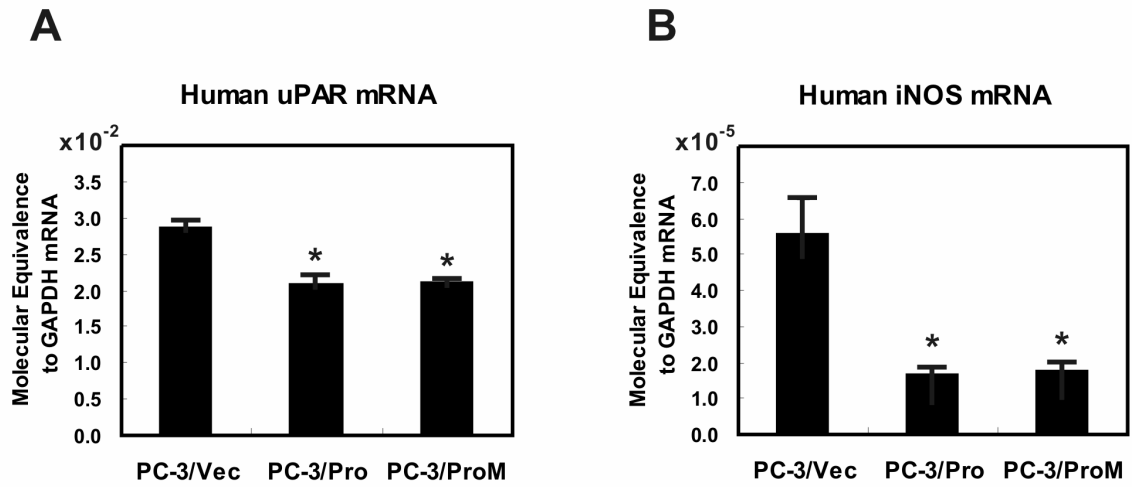 A
Human uPAR mRNA
x10-2
Molecular Equivalence
to GAPDH mRNA
3.5
3.0
2.5
2.0
1.5
1.0
0.5
0.0
*
*
PC-3/Vec PC-3/Pro PC-3/ProM
B
Human iNOS mRNA
x10-5
Molecular Equivalence
to GAPDH mRNA
7.0
6.0
5.0
4.0
3.0
2.0
1.0
0.0
*
*
PC-3/Vec PC-3/Pro PC-3/ProM